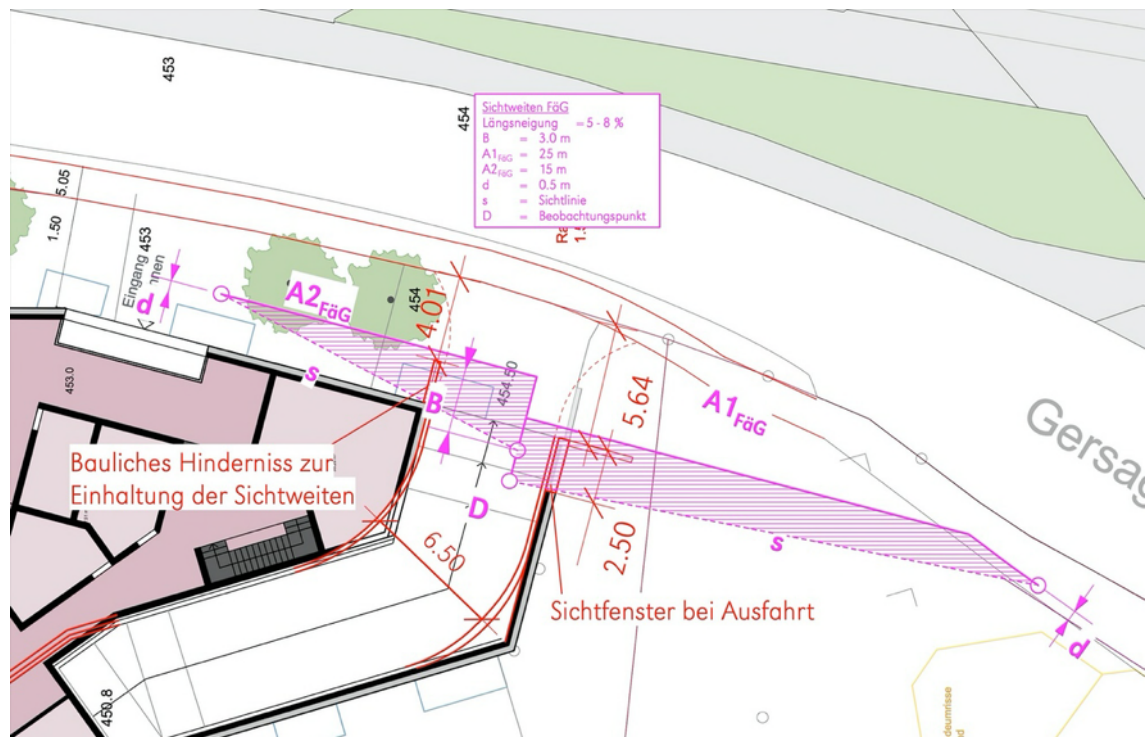 453
454
Sichtweiten FäG
Längsneigung = 5 - 8 %
B = 3.0 m
A1FäG = 25 m
A2FäG = 15 m
d = 0.5 m
s = Sichtlinie
D = Beobachtungspunkt
5.05
1.50
Eingang 453
d
A2FäG
454
4.01
s
B
454.50
5.64
A1FäG
453.0
Bauliches Hinderniss zur
Einhaltung der Sichtweiten
D
6.50
2.50
s
Sichtfenster bei Ausfahrt
d
450.8